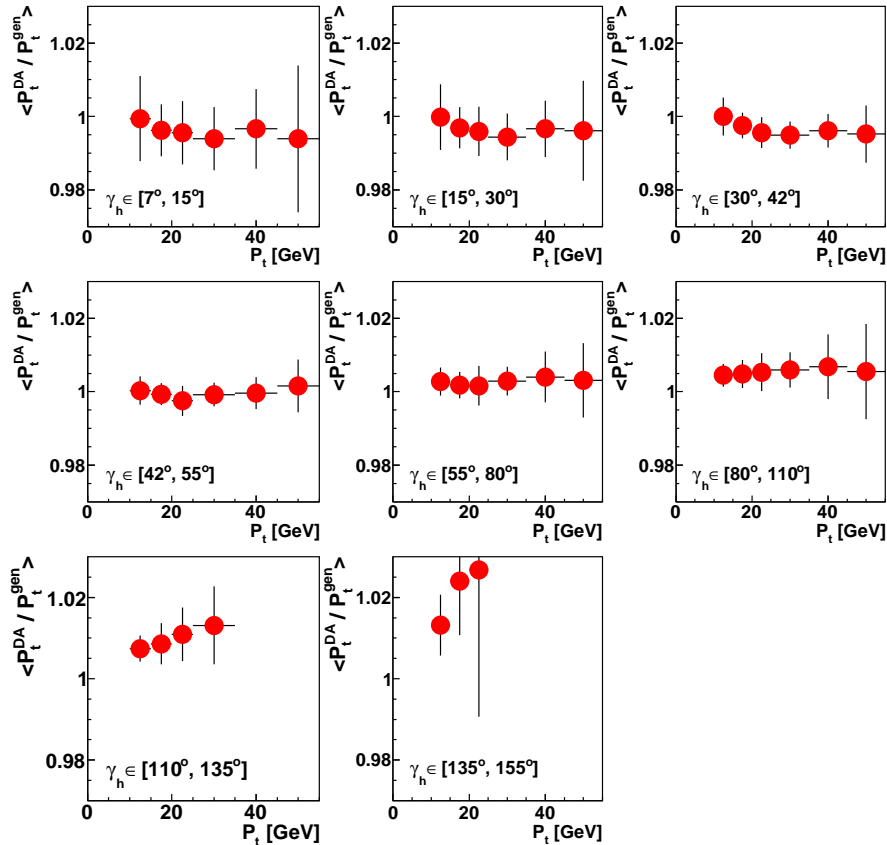 <P_t^DA / P_t^gen>
1.02
1
0.98
γ_h ∈ [7°, 15°]
0 20 40
P_t [GeV]
<P_t^DA / P_t^gen>
1.02
1
0.98
γ_h ∈ [15°, 30°]
0 20 40
P_t [GeV]
<P_t^DA / P_t^gen>
1.02
1
0.98
γ_h ∈ [30°, 42°]
0 20 40
P_t [GeV]
<P_t^DA / P_t^gen>
1.02
1
0.98
γ_h ∈ [42°, 55°]
0 20 40
P_t [GeV]
<P_t^DA / P_t^gen>
1.02
1
0.98
γ_h ∈ [55°, 80°]
0 20 40
P_t [GeV]
<P_t^DA / P_t^gen>
1.02
1
0.98
γ_h ∈ [80°, 110°]
0 20 40
P_t [GeV]
<P_t^DA / P_t^gen>
1.02
1
0.98
γ_h ∈ [110°, 135°]
0 20 40
P_t [GeV]
<P_t^DA / P_t^gen>
1.02
1
0.98
γ_h ∈ [135°, 155°]
0 20 40
P_t [GeV]